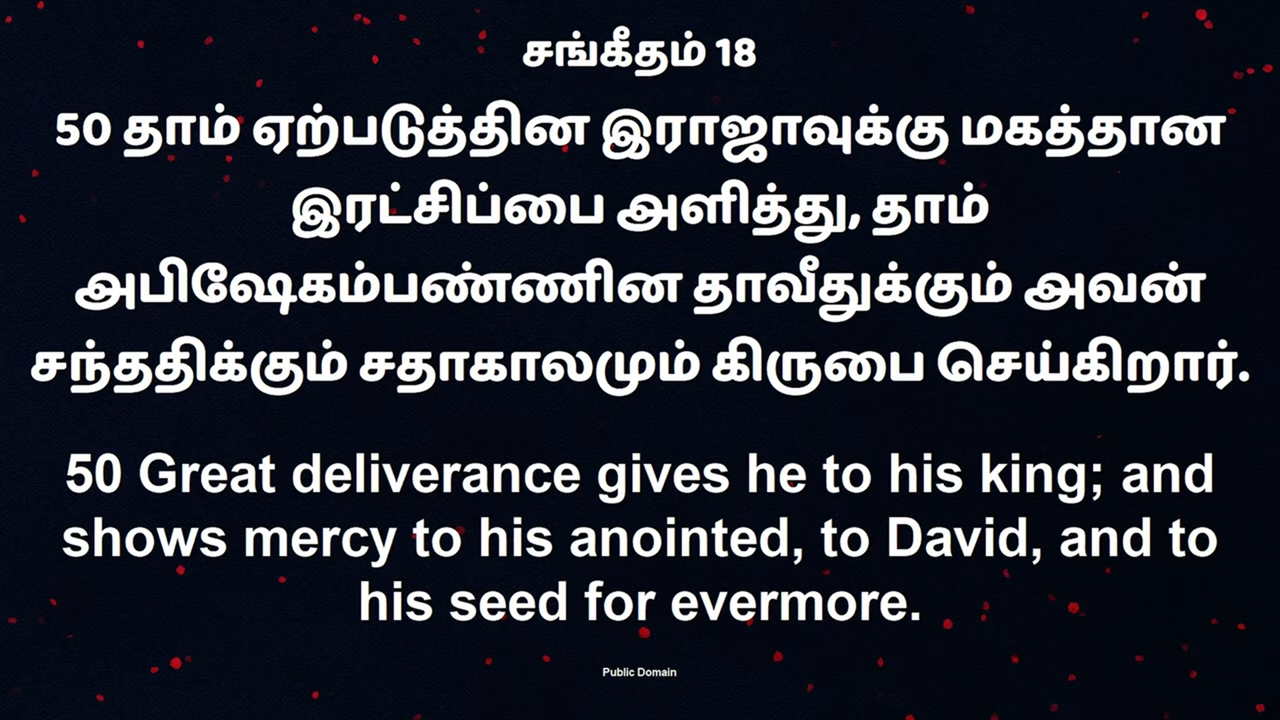 சங்கீதம் 18
50 தாம் ஏற்படுத்தின இராஜாவுக்கு மகத்தான
இரட்சிப்பை அளித்து, தாம்
அபிஷேகம்பண்ணின தாவீதுக்கும் அவன்
சந்ததிக்கும் சதாகாலமும் கிருபை செய்கிறார்.
50 Great deliverance gives he to his king; and
shows mercy to his anointed, to David, and to
his seed for evermore.
Public Domain